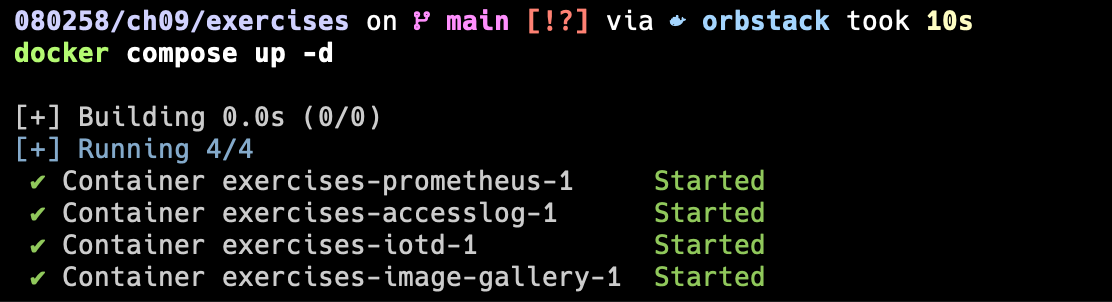 080258/ch09/exercises on main [!?] via orbstack took 10s
docker compose up -d
[+] Building 0.0s (0/0)
[+] Running 4/4
✔ Container exercises-prometheus-1 Started
✔ Container exercises-accesslog-1 Started
✔ Container exercises-iotd-1 Started
✔ Container exercises-image-gallery-1 Started